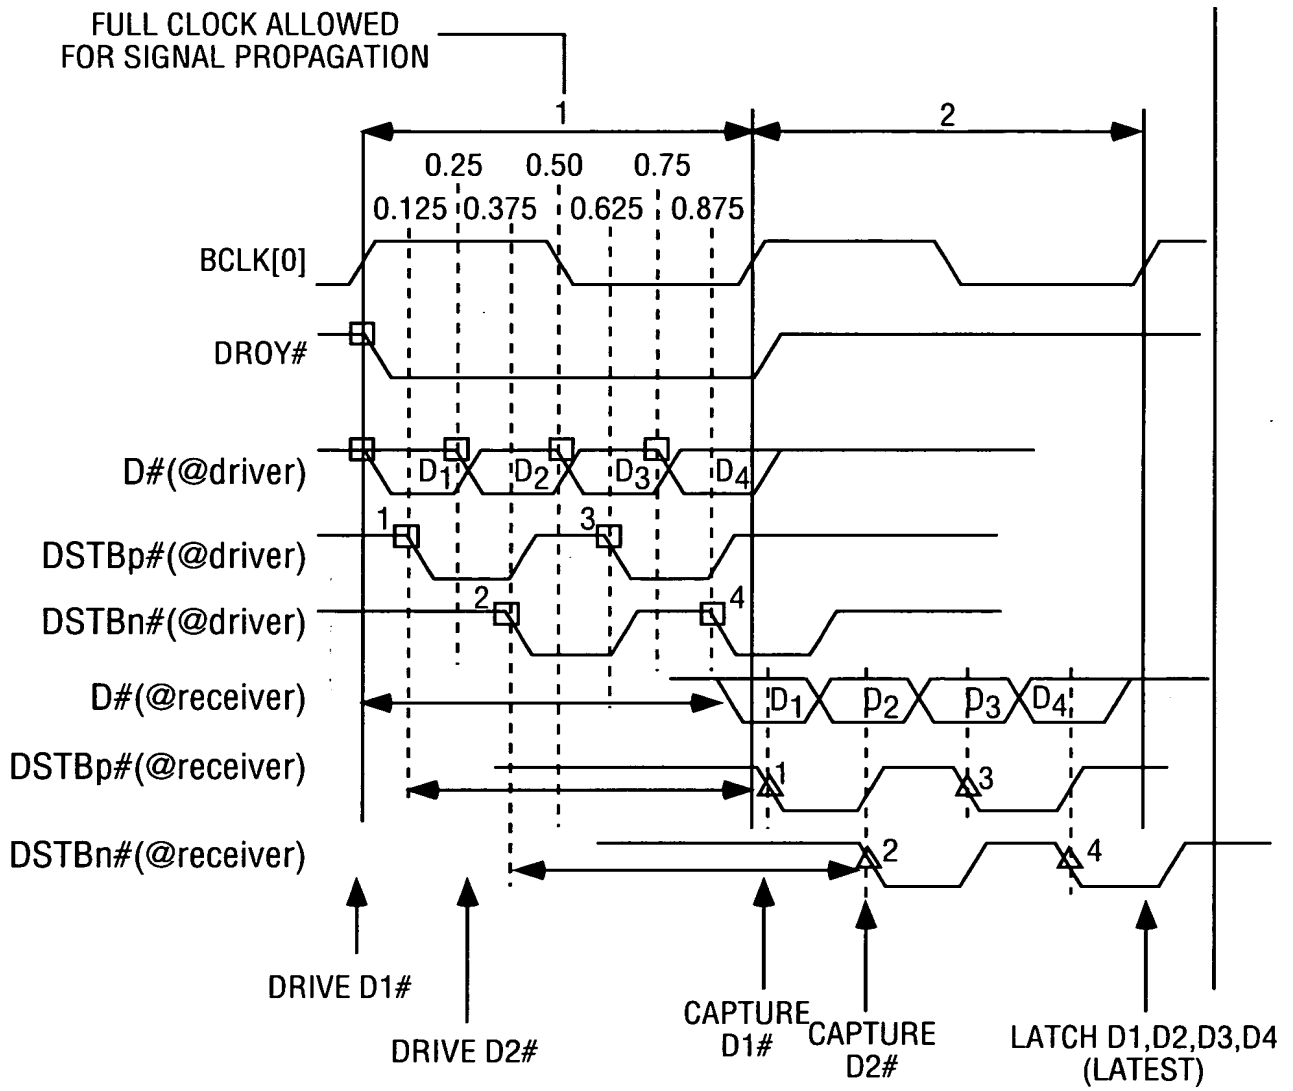 FULL CLOCK ALLOWED
FOR SIGNAL PROPAGATION
1
2
0.25 0.50 0.75
0.125 0.375 0.625 0.875
BCLK[0]
DROY#
D#(@driver)
D1 D2 D3 D4
1 3
DSTBp#(@driver)
2 4
DSTBn#(@driver)
D#(@receiver)
D1 D2 D3 D4
DSTBp#(@receiver)
1 3
DSTBn#(@receiver)
2 4
DRIVE D1#
DRIVE D2#
CAPTURE
D1#
CAPTURE
D2#
LATCH D1,D2,D3,D4
(LATEST)